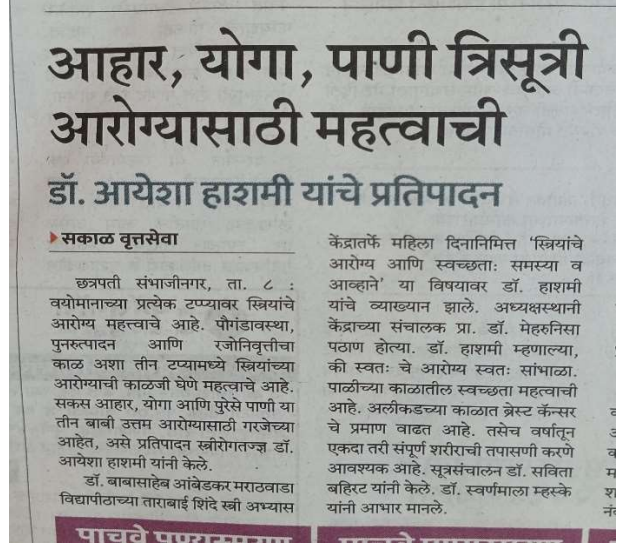 आहार, योगा, पाणी त्रिसूत्री
आरोग्यासाठी महत्वाची
डॉ. आयेशा हाशमी यांचे प्रतिपादन
सकाळ वृत्तसेवा
छत्रपती संभाजीनगर, ता. ८ :
वयोमानाच्या प्रत्येक टप्प्यावर स्त्रियांचे
आरोग्य महत्त्वाचे आहे. पौगंडावस्था,
पुनरुत्पादन आणि रजोनिवृत्तीचा
काळ अशा तीन टप्यामध्ये स्त्रियांच्या
आरोग्याची काळजी घेणे महत्वाचे आहे.
सकस आहार, योगा आणि पुरेसे पाणी या
तीन बाबी उत्तम आरोग्यासाठी गरजेच्या
आहेत, असे प्रतिपादन स्त्रीरोगतज्ज्ञ डॉ.
आयेशा हाशमी यांनी केले.
डॉ. बाबासाहेब आंबेडकर मराठवाडा
विद्यापीठाच्या ताराबाई शिंदे स्त्री अभ्यास
केंद्रातर्फे महिला दिनानिमित्त ‘स्त्रियांचे
आरोग्य आणि स्वच्छताः समस्या व
आव्हाने’ या विषयावर डॉ. हाशमी
यांचे व्याख्यान झाले. अध्यक्षस्थानी
केंद्राच्या संचालक प्रा. डॉ. मेहरुनिसा
पठाण होत्या. डॉ. हाशमी म्हणाल्या,
की स्वतः चे आरोग्य स्वतः सांभाळा.
पाळीच्या काळातील स्वच्छता महत्वाची
आहे. अलीकडच्या काळात ब्रेस्ट कॅन्सर
चे प्रमाण वाढत आहे. तसेच वर्षातून
एकदा तरी संपूर्ण शरीराची तपासणी करणे
आवश्यक आहे. सूत्रसंचालन डॉ. सविता
बहिरट यांनी केले. डॉ. स्वर्णमाला म्हस्के
यांनी आभार मानले.